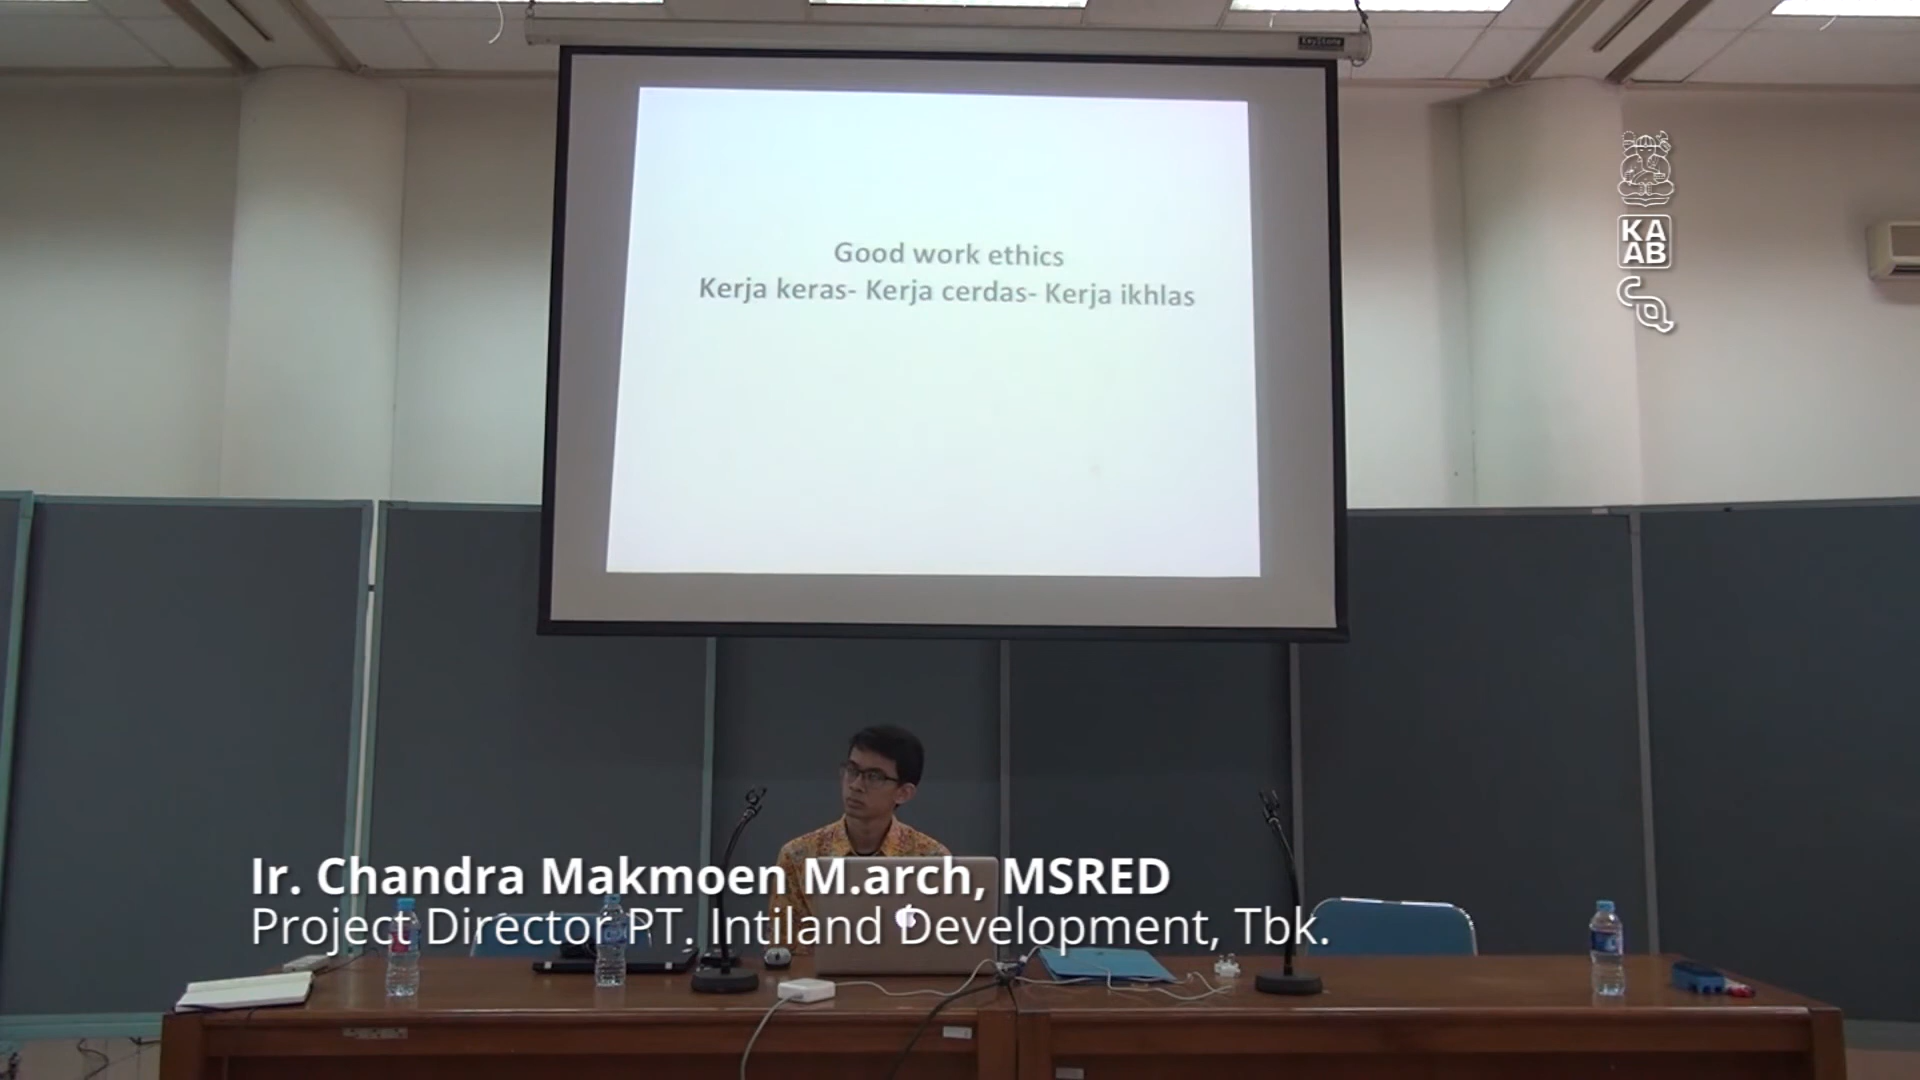 KeyStone
Good work ethics
Kerja keras- Kerja cerdas- Kerja ikhlas
KA
AB
Ir. Chandra Makmoen M.arch, MSRED
Project Director PT. Intiland Development, Tbk.